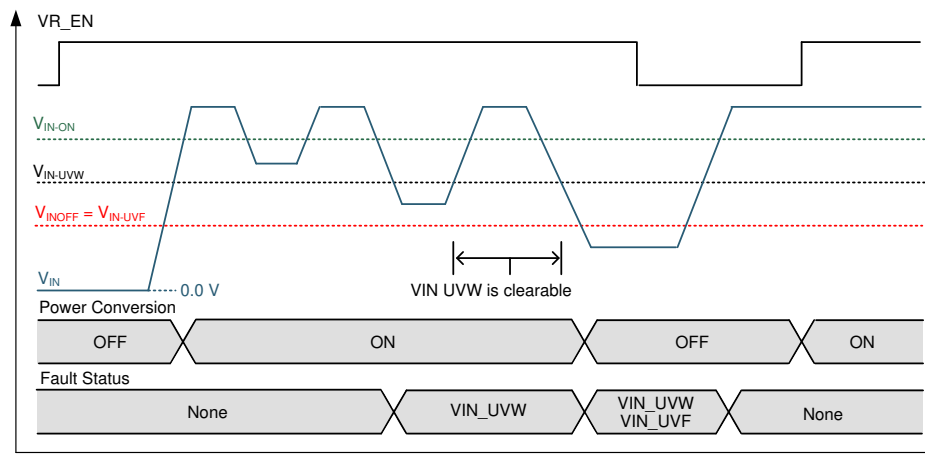 VR_EN
VIN-ON
VIN-UVW
VINOFF = VIN-UVF
VIN
0.0 V
VIN UVW is clearable
Power Conversion
OFF
ON
OFF
ON
Fault Status
None
VIN_UVW
VIN_UVW
VIN_UVF
None